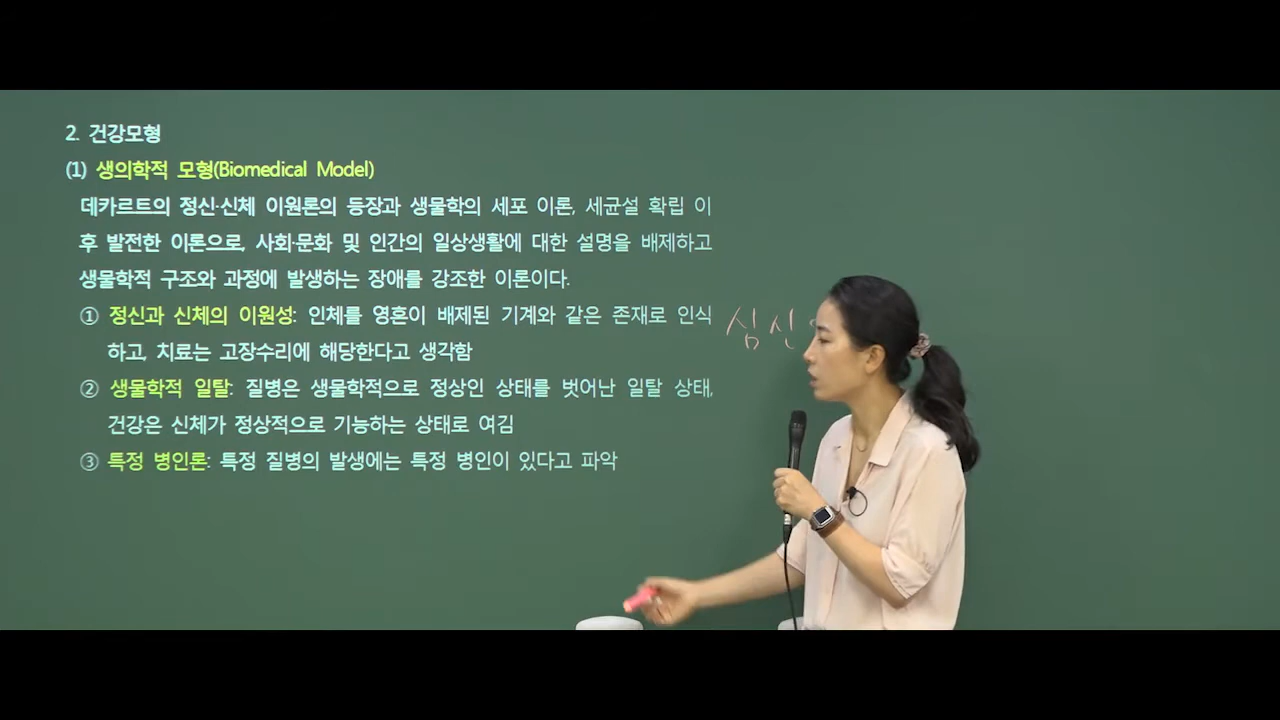 2. 건강모형
(1) 생의학적 모형(Biomedical Model)
데카르트의 정신·신체 이원론의 등장과 생물학의 세포 이론, 세균설 확립 이
후 발전한 이론으로, 사회·문화 및 인간의 일상생활에 대한 설명을 배제하고
생물학적 구조와 과정에 발생하는 장애를 강조한 이론이다.
① 정신과 신체의 이원성: 인체를 영혼이 배제된 기계와 같은 존재로 인식
하고, 치료는 고장수리에 해당한다고 생각함
심신
② 생물학적 일탈: 질병은 생물학적으로 정상인 상태를 벗어난 일탈 상태,
건강은 신체가 정상적으로 기능하는 상태로 여김
③ 특정 병인론: 특정 질병의 발생에는 특정 병인이 있다고 파악